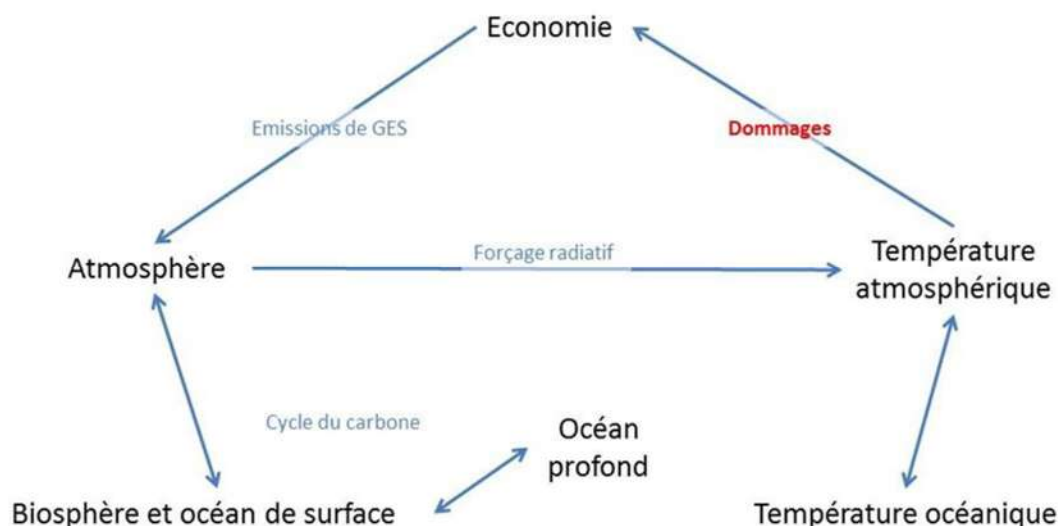 Economie
Emissions de GES
Dommages
Forçage radiatif
Atmosphère
Température
atmosphérique
Cycle du carbone
Océan
profond
Biosphère et océan de surface
Température océanique